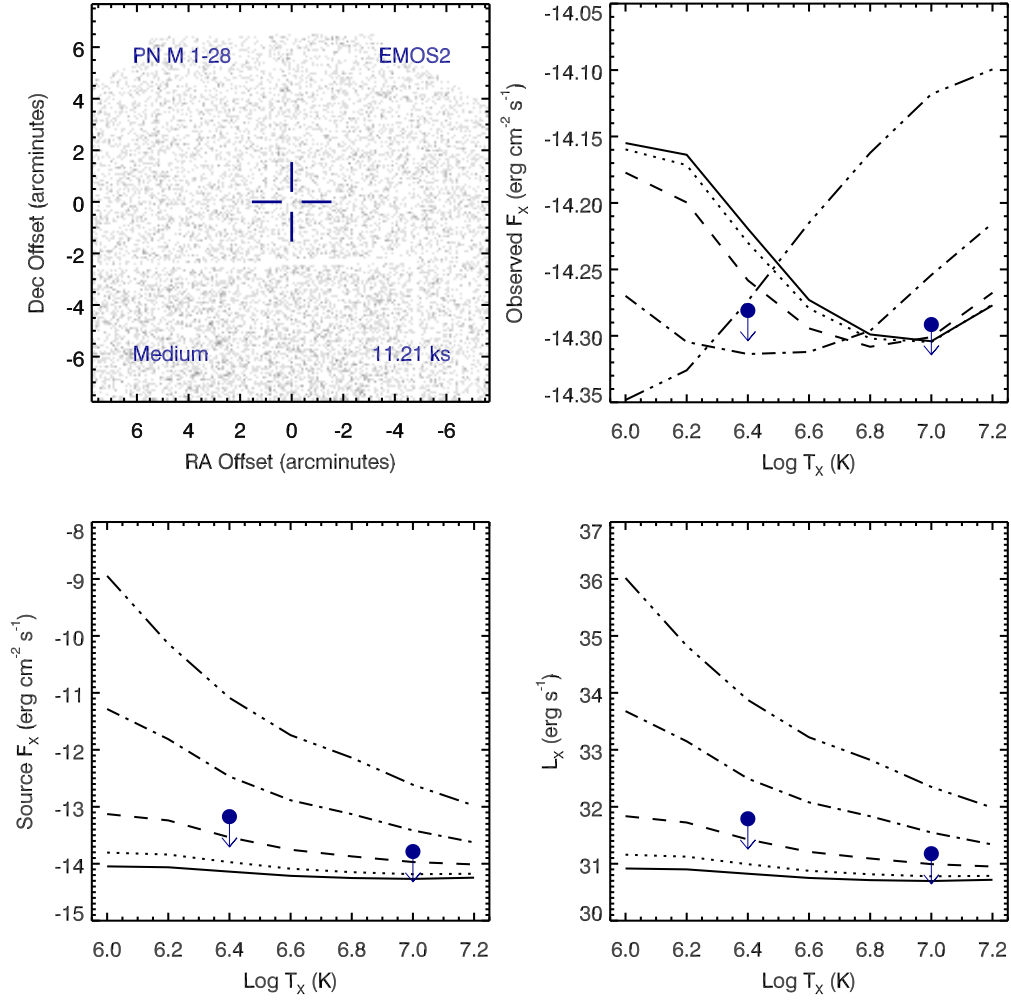 PN M 1-28
EMOS2
Medium
11.21 ks
6
4
2
0
-2
-4
-6
Dec Offset (arcminutes)
6 4 2 0 -2 -4 -6
RA Offset (arcminutes)
-14.05
-14.10
-14.15
-14.20
-14.25
-14.30
-14.35
Observed F_X (erg cm⁻² s⁻¹)
6.0 6.2 6.4 6.6 6.8 7.0 7.2
Log T_X (K)
-8
-9
-10
-11
-12
-13
-14
-15
Source F_X (erg cm⁻² s⁻¹)
6.0 6.2 6.4 6.6 6.8 7.0 7.2
Log T_X (K)
37
36
35
34
33
32
31
30
L_X (erg s⁻¹)
6.0 6.2 6.4 6.6 6.8 7.0 7.2
Log T_X (K)